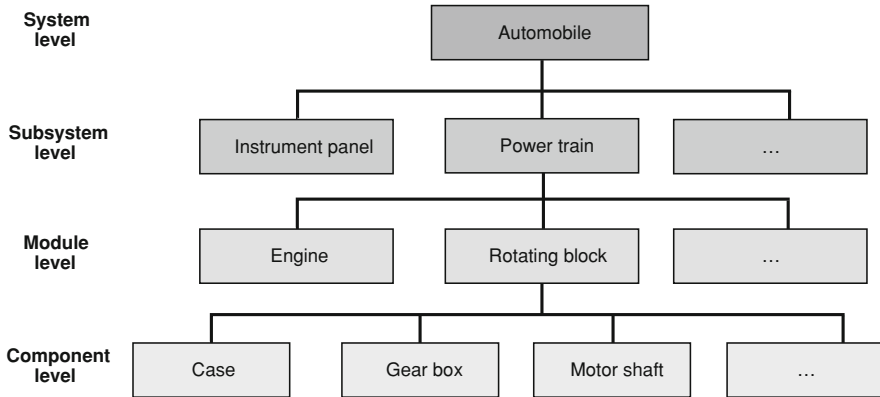 System
level
Automobile
Subsystem
level
Instrument panel
Power train
...
Module
level
Engine
Rotating block
...
Component
level
Case
Gear box
Motor shaft
...